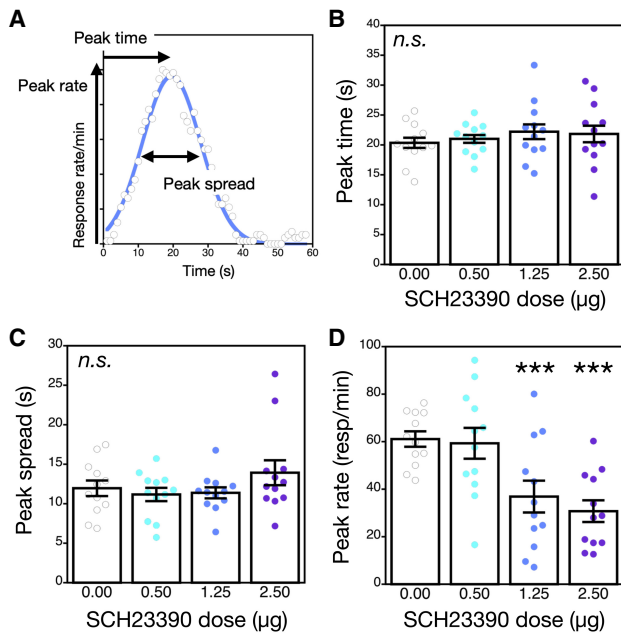 A
Peak time
Peak rate
Peak spread
Response rate/min
0 10 20 30 40 50 60
Time (s)
B
n.s.
Peak time (s)
40
35
30
25
20
15
10
5
0
0.00 0.50 1.25 2.50
SCH23390 dose (µg)
C
n.s.
Peak spread (s)
30
25
20
15
10
5
0
0.00 0.50 1.25 2.50
SCH23390 dose (µg)
D
*** ***
Peak rate (resp/min)
100
80
60
40
20
0
0.00 0.50 1.25 2.50
SCH23390 dose (µg)